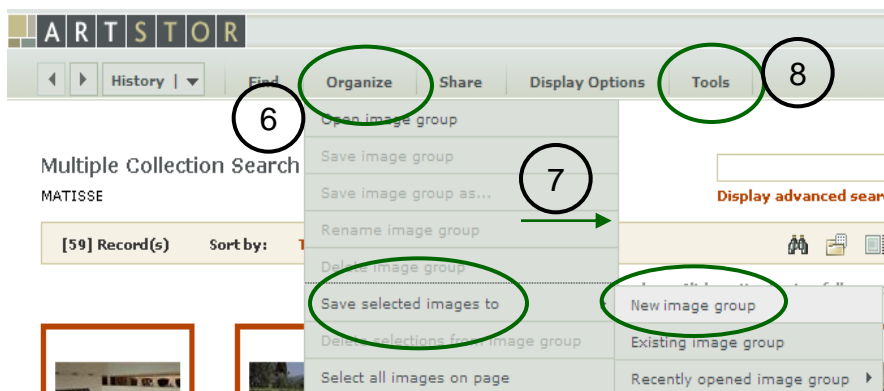 ARTSTOR
History | Find Organize Share Display Options Tools 8
6
Open image group
Save image group
Multiple Collection Search
7
Save image group as...
MATISSE
Display advanced sear
Rename image group
[59] Record(s) Sort by: T
Delete image group
Save selected images to
New image group
Delete selections from image group
Existing image group
Select all images on page
Recently opened image group